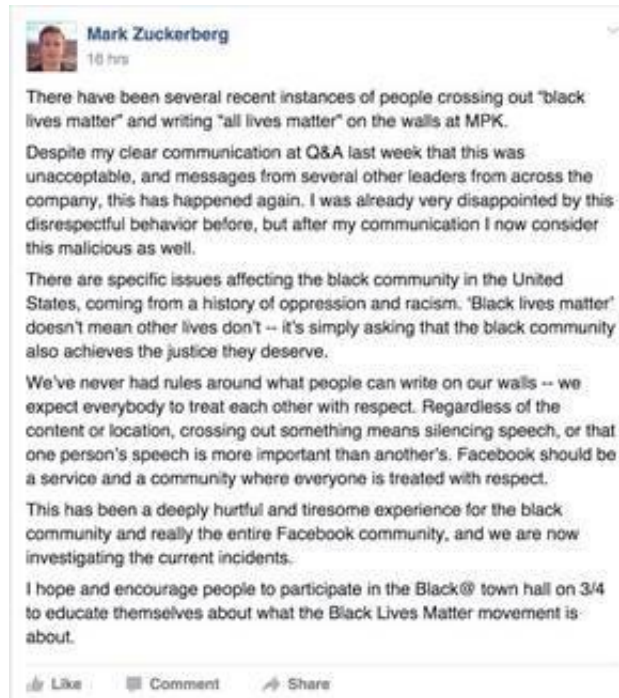 Mark Zuckerberg
16 hrs
There have been several recent instances of people crossing out "black
lives matter" and writing "all lives matter" on the walls at MPK.
Despite my clear communication at Q&A last week that this was
unacceptable, and messages from several other leaders from across the
company, this has happened again. I was already very disappointed by this
disrespectful behavior before, but after my communication I now consider
this malicious as well.
There are specific issues affecting the black community in the United
States, coming from a history of oppression and racism. 'Black lives matter'
doesn't mean other lives don't -- it's simply asking that the black community
also achieves the justice they deserve.
We've never had rules around what people can write on our walls -- we
expect everybody to treat each other with respect. Regardless of the
content or location, crossing out something means silencing speech, or that
one person's speech is more important than another's. Facebook should be
a service and a community where everyone is treated with respect.
This has been a deeply hurtful and tiresome experience for the black
community and really the entire Facebook community, and we are now
investigating the current incidents.
I hope and encourage people to participate in the Black@ town hall on 3/4
to educate themselves about what the Black Lives Matter movement is
about.
Like Comment Share